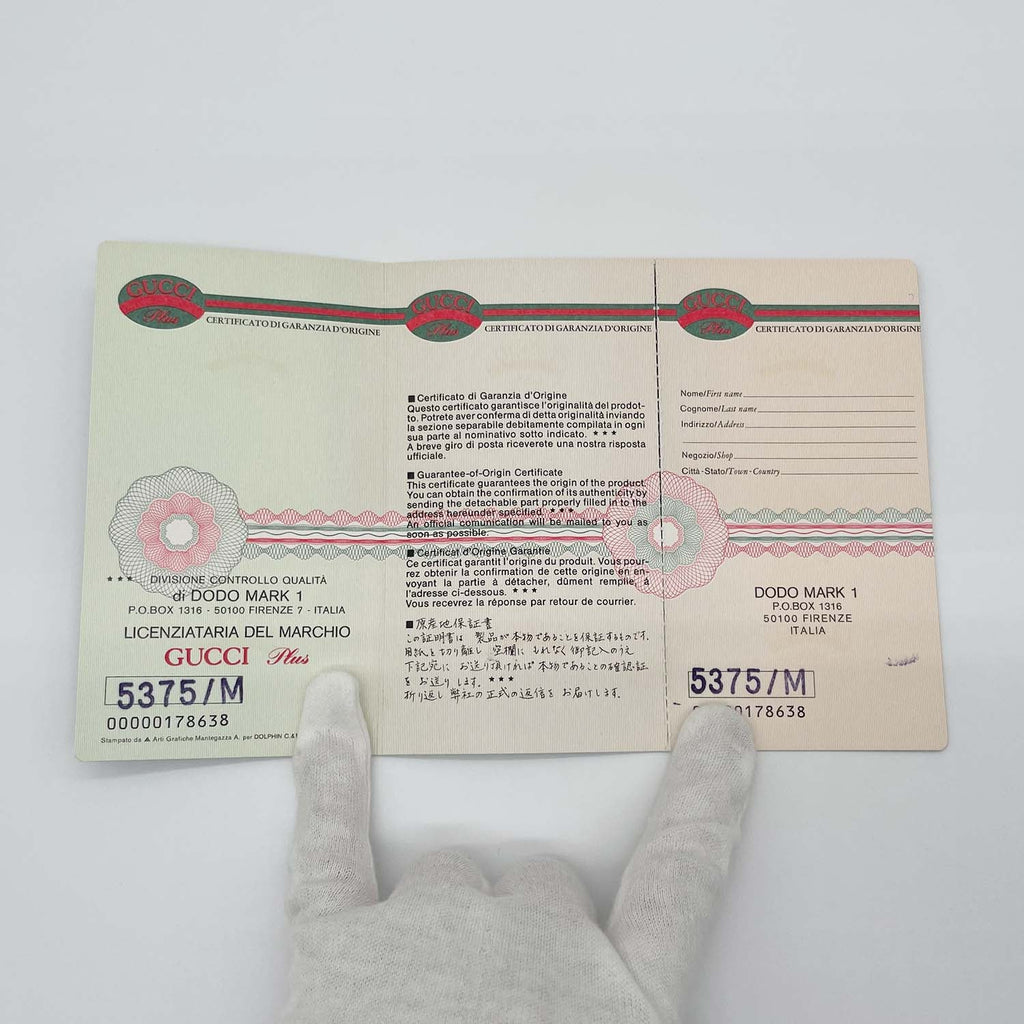 GUCCI
Plus
CERTIFICATO DI GARANZIA D'ORIGINE
*** DIVISIONE CONTROLLO QUALITÀ
di DODO MARK 1
P.O.BOX 1316 - 50100 FIRENZE 7 - ITALIA
LICENZIATARIA DEL MARCHIO
GUCCI Plus
5375/M
00000178638
Stampato da Arti Grafiche Mantegazza A. per DOLPHIN
GUCCI
Plus
CERTIFICATO DI GARANZIA D'ORIGINE
■ Certificato di Garanzia d'Origine
Questo certificato garantisce l'originalità del prodot-
to. Potrete aver conferma di detta originalità inviando
la sezione separabile debitamente compilata in ogni
sua parte al nominativo sotto indicato. ***
A breve giro di posta riceverete una nostra risposta
ufficiale.
■ Guarantee-of-Origin Certificate
This certificate guarantees the origin of the product.
You can obtain the confirmation of its authenticity by
sending the detachable part properly filled in to the
address hereunder specified. ***
An official comunication will be mailed to you as
soon as possible.
■ Certificat d'Origine Garantie
Ce certificat garantit l'origine du produit. Vous pour-
rez obtenir la confirmation de cette origine en en-
voyant la partie à détacher, dûment remplie, à
l'adresse ci-dessous. ***
Vous recevrez la réponse par retour de courrier.
■ 原産地保証書
この証明書は 製品が本物であることを保証するものです。
用紙を切り離し 空欄に もれなく御記入のうえ
下記宛に お送り頂ければ本物であることの確認証
を お送り します。***
折り返し 弊社の正式の返信を お届けします。
GUCCI
Plus
CERTIFICATO DI GARANZIA D'ORIGINE
Nome/First name
Cognome/Last name
Indirizzo/Address
Negozio/Shop
Città-Stato/Town-Country
DODO MARK 1
P.O.BOX 1316
50100 FIRENZE
ITALIA
5375/M
178638